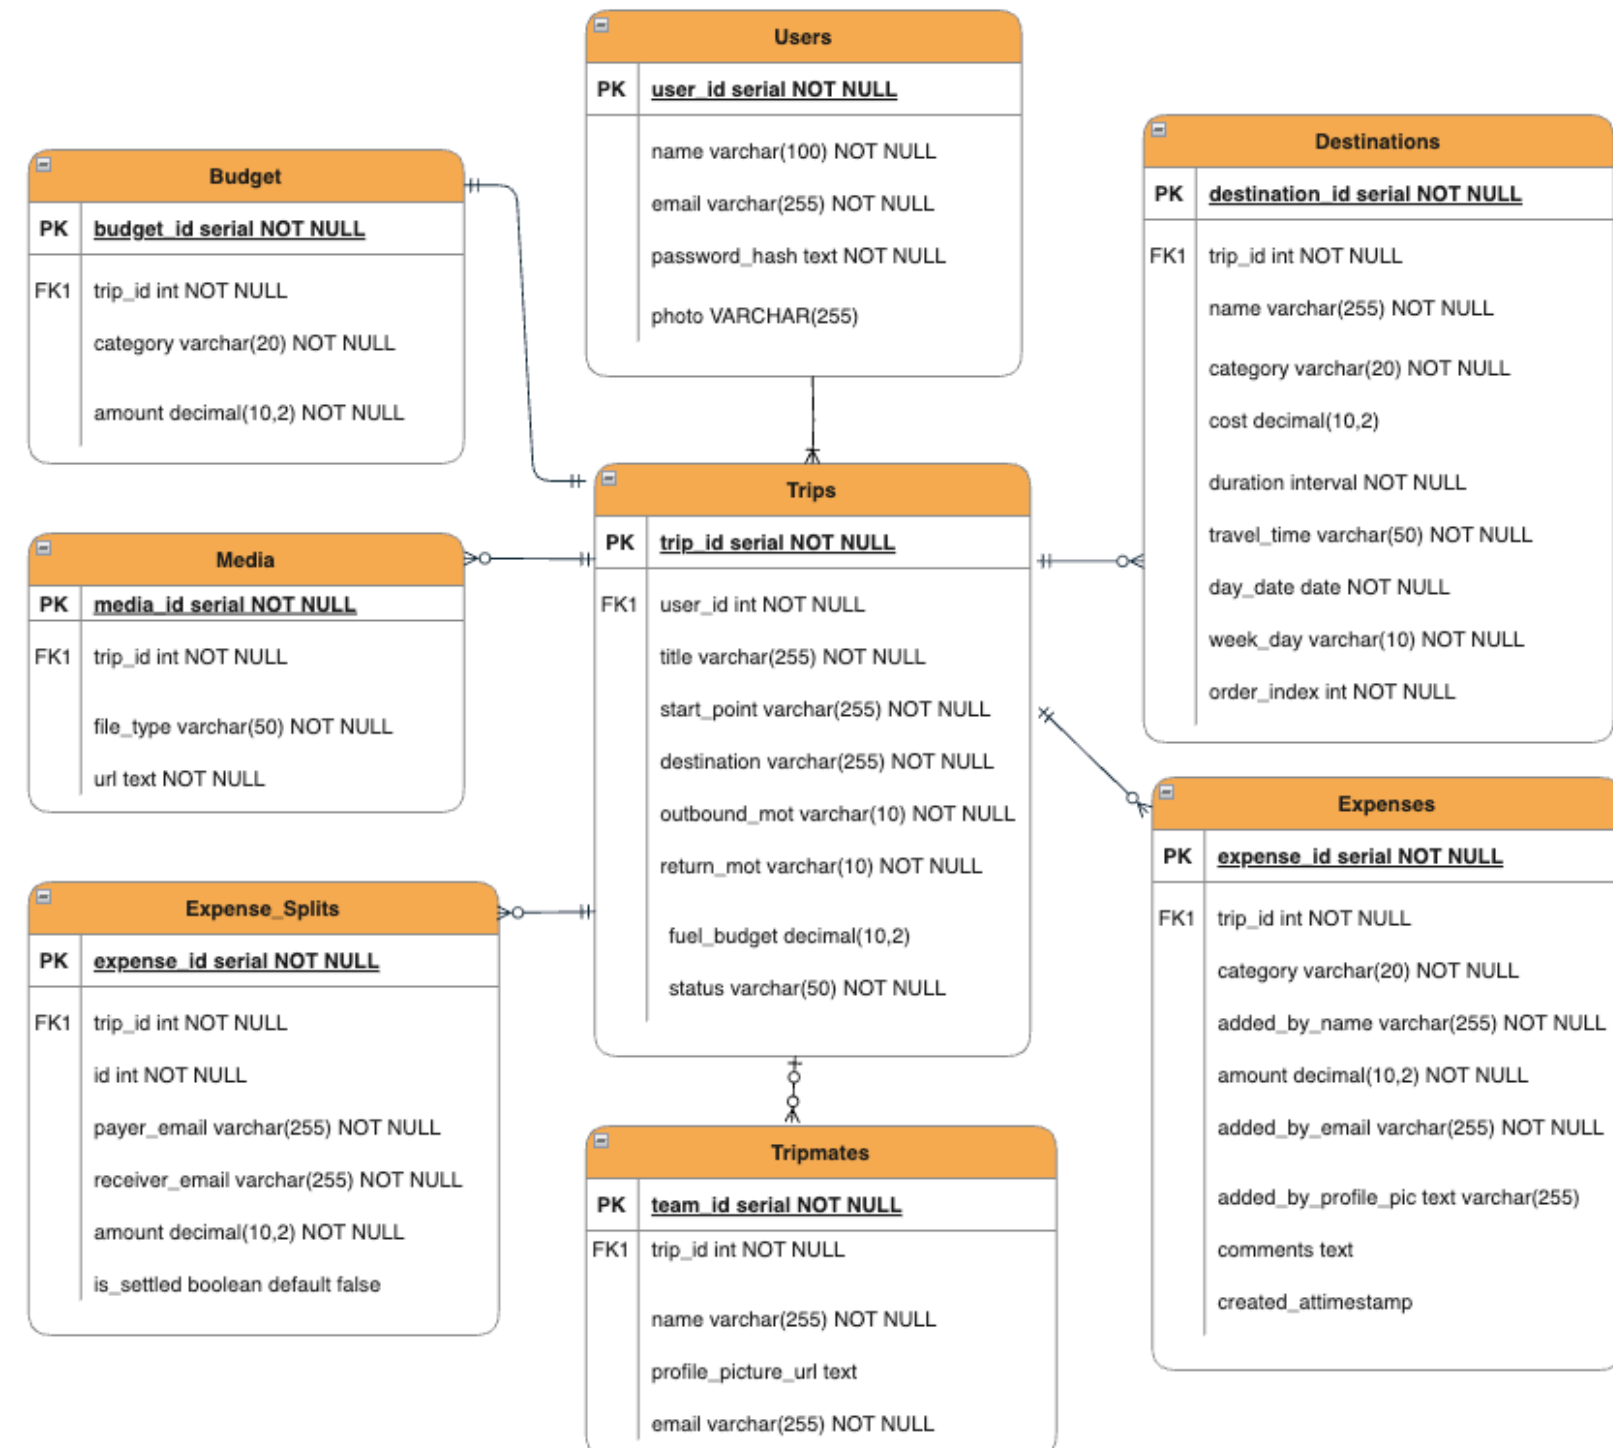 Users
PK user_id serial NOT NULL
name varchar(100) NOT NULL
email varchar(255) NOT NULL
password_hash text NOT NULL
photo VARCHAR(255)
Budget
PK budget_id serial NOT NULL
FK1 trip_id int NOT NULL
category varchar(20) NOT NULL
amount decimal(10,2) NOT NULL
Destinations
PK destination_id serial NOT NULL
FK1 trip_id int NOT NULL
name varchar(255) NOT NULL
category varchar(20) NOT NULL
cost decimal(10,2)
duration interval NOT NULL
travel_time varchar(50) NOT NULL
day_date date NOT NULL
week_day varchar(10) NOT NULL
order_index int NOT NULL
Trips
PK trip_id serial NOT NULL
FK1 user_id int NOT NULL
title varchar(255) NOT NULL
start_point varchar(255) NOT NULL
destination varchar(255) NOT NULL
outbound_mot varchar(10) NOT NULL
return_mot varchar(10) NOT NULL
fuel_budget decimal(10,2)
status varchar(50) NOT NULL
Media
PK media_id serial NOT NULL
FK1 trip_id int NOT NULL
file_type varchar(50) NOT NULL
url text NOT NULL
Expenses
PK expense_id serial NOT NULL
FK1 trip_id int NOT NULL
category varchar(20) NOT NULL
added_by_name varchar(255) NOT NULL
amount decimal(10,2) NOT NULL
added_by_email varchar(255) NOT NULL
added_by_profile_pic text varchar(255)
comments text
created_attimestamp
Expense_Splits
PK expense_id serial NOT NULL
FK1 trip_id int NOT NULL
id int NOT NULL
payer_email varchar(255) NOT NULL
receiver_email varchar(255) NOT NULL
amount decimal(10,2) NOT NULL
is_settled boolean default false
Tripmates
PK team_id serial NOT NULL
FK1 trip_id int NOT NULL
name varchar(255) NOT NULL
profile_picture_url text
email varchar(255) NOT NULL